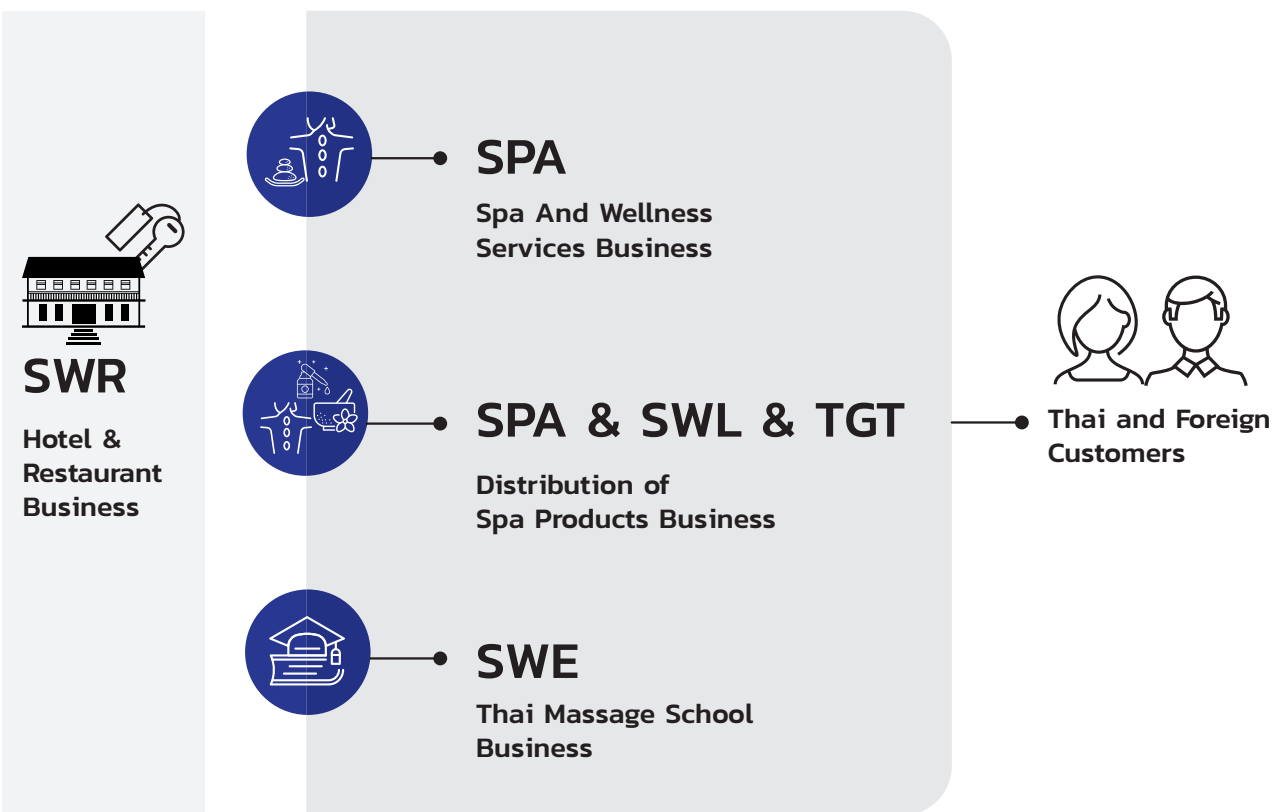 SWR
Hotel &
Restaurant
Business
SPA
Spa And Wellness
Services Business
SPA & SWL & TGT
Distribution of
Spa Products Business
SWE
Thai Massage School
Business
Thai and Foreign
Customers